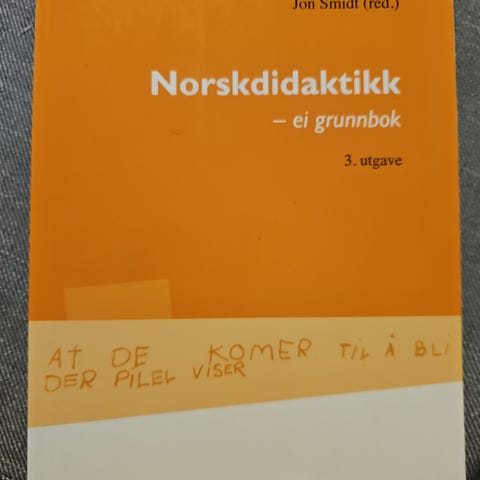 Jon Smidt (red.)
Norskdidaktikk
– ei grunnbok
3. utgave
AT DE KOMER TIL Å BLI
DER PILEL VISER